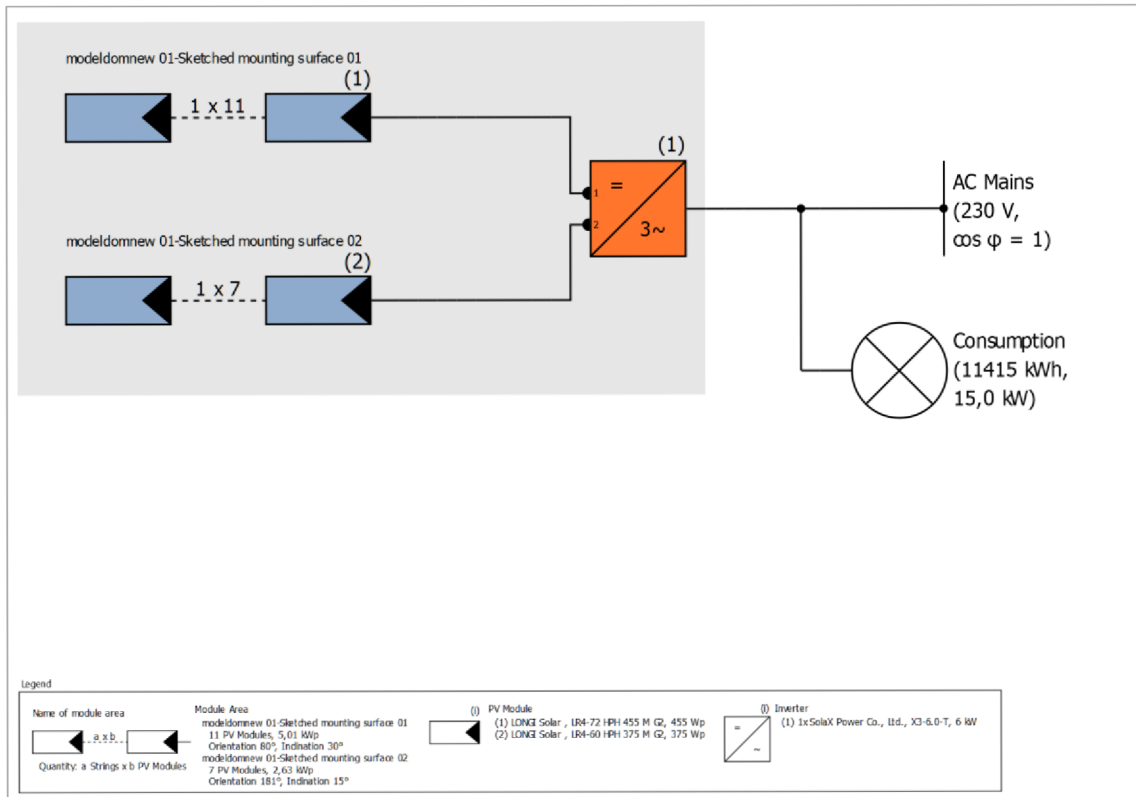 modeldomnew 01-Sketched mounting surface 01
(1)
1 x 11
(1)
1
=
2
3~
modeldomnew 01-Sketched mounting surface 02
(2)
1 x 7
AC Mains
(230 V,
cos φ = 1)
Consumption
(11415 kWh,
15,0 kW)
Legend
Name of module area
a x b
Quantity: a Strings x b PV Modules
Module Area
modeldomnew 01-Sketched mounting surface 01
11 PV Modules, 5,01 kWp
Orientation 80°, Inclination 30°
modeldomnew 01-Sketched mounting surface 02
7 PV Modules, 2,63 kWp
Orientation 181°, Inclination 15°
(i) PV Module
(1) LONGI Solar , LR4-72 HPH 455 M G2, 455 Wp
(2) LONGI Solar , LR4-60 HPH 375 M G2, 375 Wp
(i) Inverter
=
~
(1) 1xSolaX Power Co., Ltd., X3-6.0-T, 6 kW